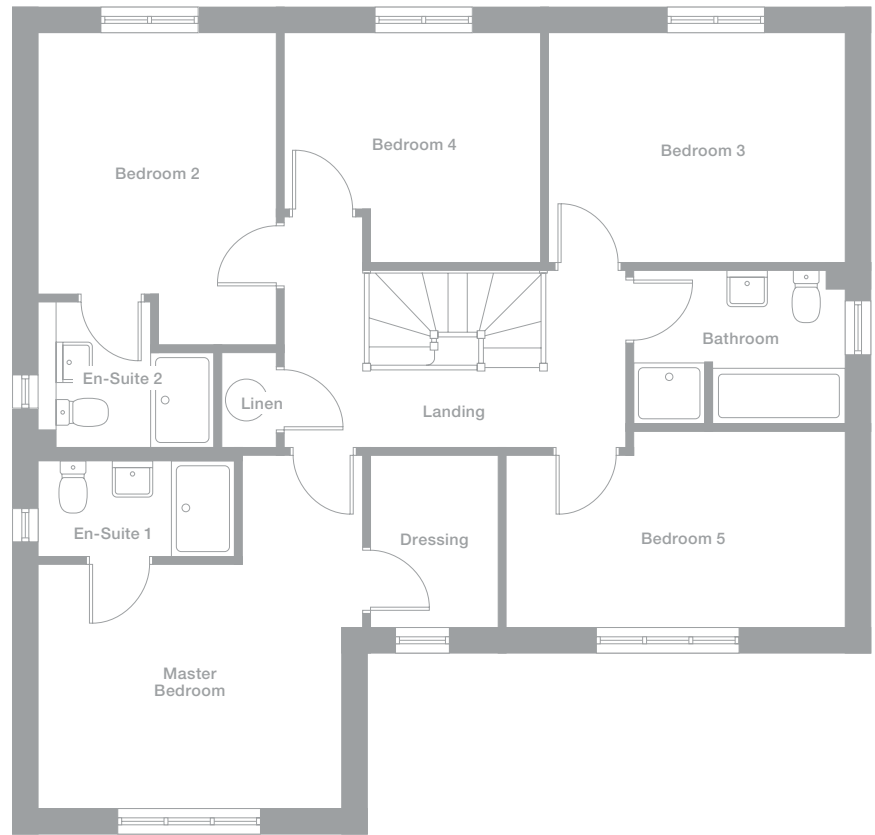 Bedroom 2
Bedroom 4
Bedroom 3
Bathroom
En-Suite 2
Linen
Landing
En-Suite 1
Dressing
Bedroom 5
Master
Bedroom